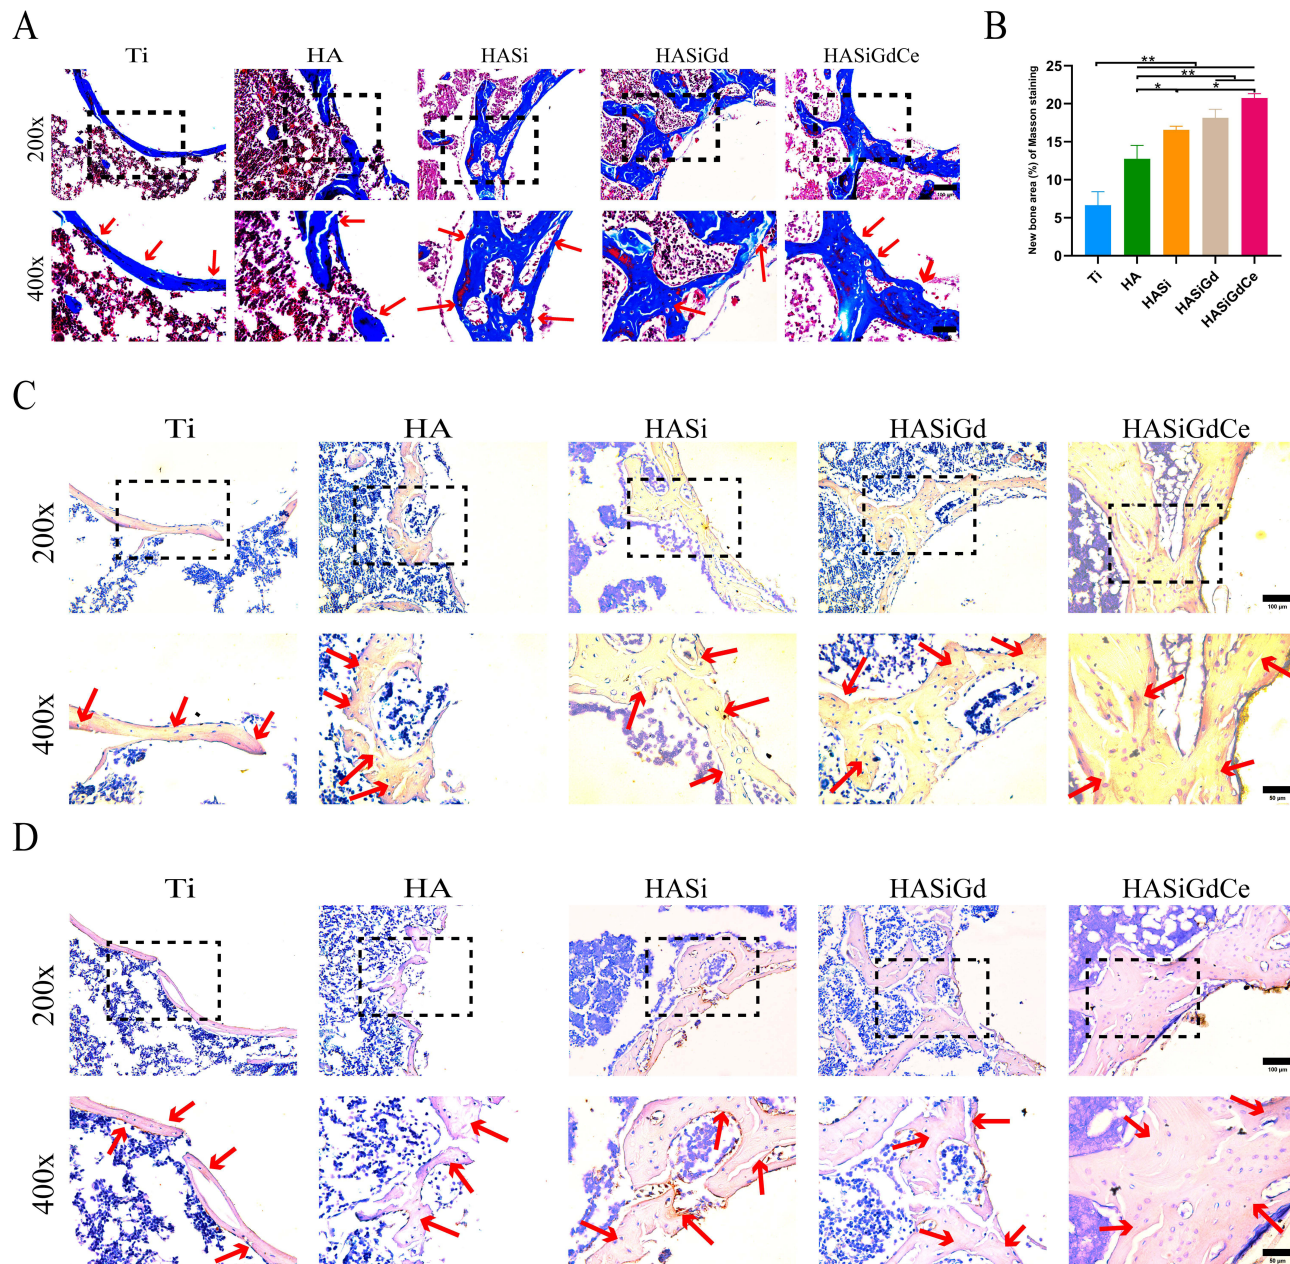 A
Ti HA HASi HASiGd HASiGdCe
200x
100 μm
400x
B
New bone area (%) of Masson staining
25
20
15
10
5
0
**
**
* *
Ti HA HASi HASiGd HASiGdCe
C
Ti HA HASi HASiGd HASiGdCe
200x
100 μm
400x
50 μm
D
Ti HA HASi HASiGd HASiGdCe
200x
100 μm
400x
50 μm